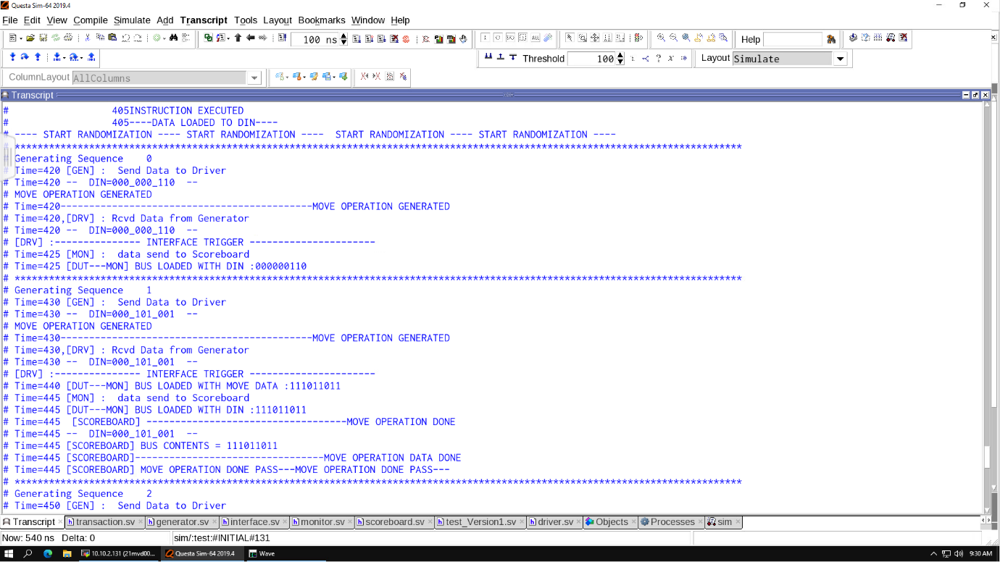 Questa Sim-64 2019.4
File Edit View Compile Simulate Add Transcript Tools Layout Bookmarks Window Help
100 ns Help
Threshold 100 Layout Simulate
ColumnLayout AllColumns
Transcript
# 405INSTRUCTION EXECUTED
# 405----DATA LOADED TO DIN----
# ---- START RANDOMIZATION ---- START RANDOMIZATION ---- START RANDOMIZATION ---- START RANDOMIZATION ----
# *******************************************************************************************************************************
Generating Sequence 0
# Time=420 [GEN] : Send Data to Driver
# Time=420 -- DIN=000_000_110 --
# MOVE OPERATION GENERATED
# Time=420--------------------------------------------MOVE OPERATION GENERATED
# Time=420,[DRV] : Rcvd Data from Generator
# Time=420 -- DIN=000_000_110 --
# [DRV] :--------------- INTERFACE TRIGGER ----------------------
# Time=425 [MON] : data send to Scoreboard
# Time=425 [DUT---MON] BUS LOADED WITH DIN :000000110
# *******************************************************************************************************************************
# Generating Sequence 1
# Time=430 [GEN] : Send Data to Driver
# Time=430 -- DIN=000_101_001 --
# MOVE OPERATION GENERATED
# Time=430--------------------------------------------MOVE OPERATION GENERATED
# Time=430,[DRV] : Rcvd Data from Generator
# Time=430 -- DIN=000_101_001 --
# [DRV] :--------------- INTERFACE TRIGGER ----------------------
# Time=440 [DUT---MON] BUS LOADED WITH MOVE DATA :111011011
# Time=445 [MON] : data send to Scoreboard
# Time=445 [DUT---MON] BUS LOADED WITH DIN :111011011
# Time=445 [SCOREBOARD] -----------------------------------MOVE OPERATION DONE
# Time=445 -- DIN=000_101_001 --
# Time=445 [SCOREBOARD] BUS CONTENTS = 111011011
# Time=445 [SCOREBOARD]---------------------------------MOVE OPERATION DATA DONE
# Time=445 [SCOREBOARD] MOVE OPERATION DONE PASS---MOVE OPERATION DONE PASS---
# *******************************************************************************************************************************
# Generating Sequence 2
# Time=450 [GEN] : Send Data to Driver
Transcript transaction.sv generator.sv interface.sv monitor.sv scoreboard.sv test_Version1.sv driver.sv Objects Processes sim
Now: 540 ns Delta: 0 sim/:test:#INITIAL#131
10.10.2.131 (21mvd00... Questa Sim-64 2019.4 Wave 9:30 AM